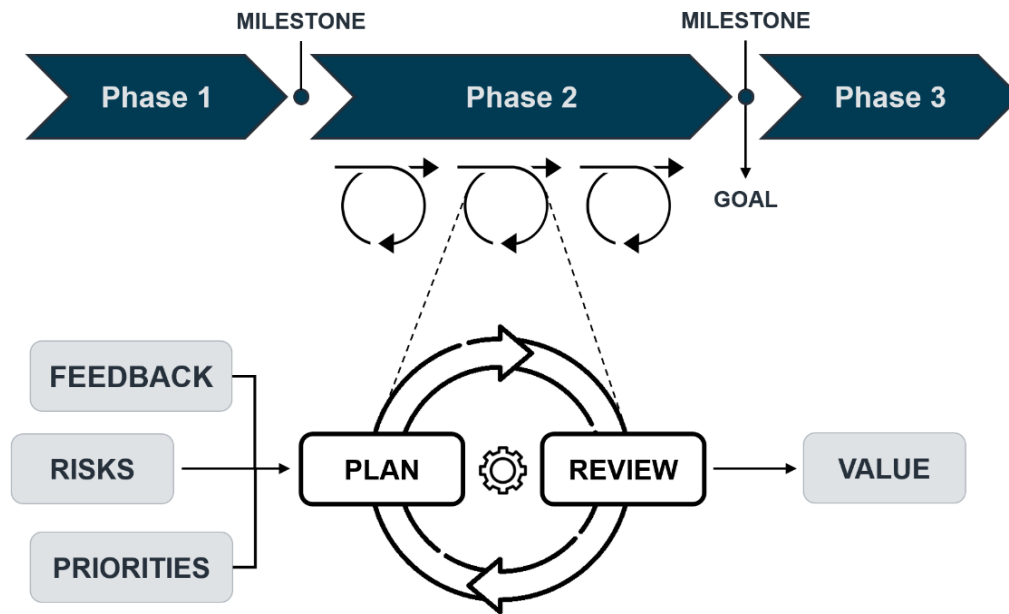 MILESTONE
MILESTONE
Phase 1
Phase 2
Phase 3
GOAL
FEEDBACK
RISKS
PRIORITIES
PLAN
REVIEW
VALUE